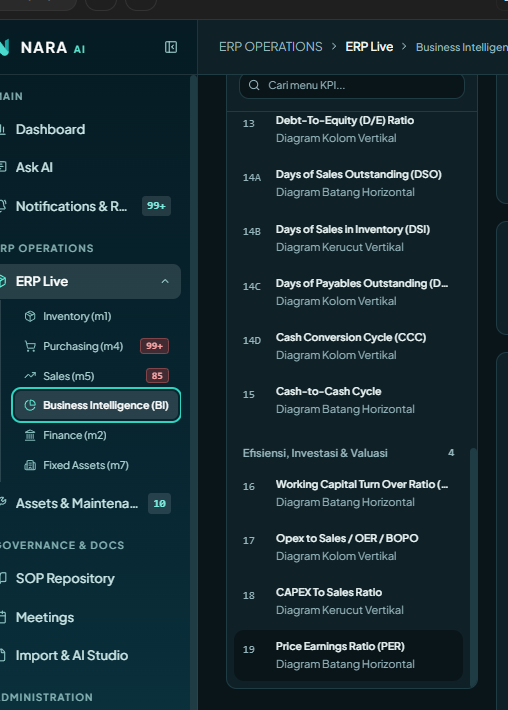 NARA AI
ERP OPERATIONS > ERP Live > Business Intelligen
AIN
Dashboard
Ask AI
Notifications & R... 99+
RP OPERATIONS
ERP Live
Inventory (m1)
Purchasing (m4) 99+
Sales (m5) 85
Business Intelligence (BI)
Finance (m2)
Fixed Assets (m7)
Assets & Maintena... 10
GOVERNANCE & DOCS
SOP Repository
Meetings
Import & AI Studio
ADMINISTRATION
Cari menu KPI...
13 Debt-To-Equity (D/E) Ratio
Diagram Kolom Vertikal
14A Days of Sales Outstanding (DSO)
Diagram Batang Horizontal
14B Days of Sales in Inventory (DSI)
Diagram Kerucut Vertikal
14C Days of Payables Outstanding (D...
Diagram Kolom Vertikal
14D Cash Conversion Cycle (CCC)
Diagram Kolom Vertikal
15 Cash-to-Cash Cycle
Diagram Batang Horizontal
Efisiensi, Investasi & Valuasi 4
16 Working Capital Turn Over Ratio (...
Diagram Batang Horizontal
17 Opex to Sales / OER / BOPO
Diagram Kolom Vertikal
18 CAPEX To Sales Ratio
Diagram Kerucut Vertikal
19 Price Earnings Ratio (PER)
Diagram Batang Horizontal